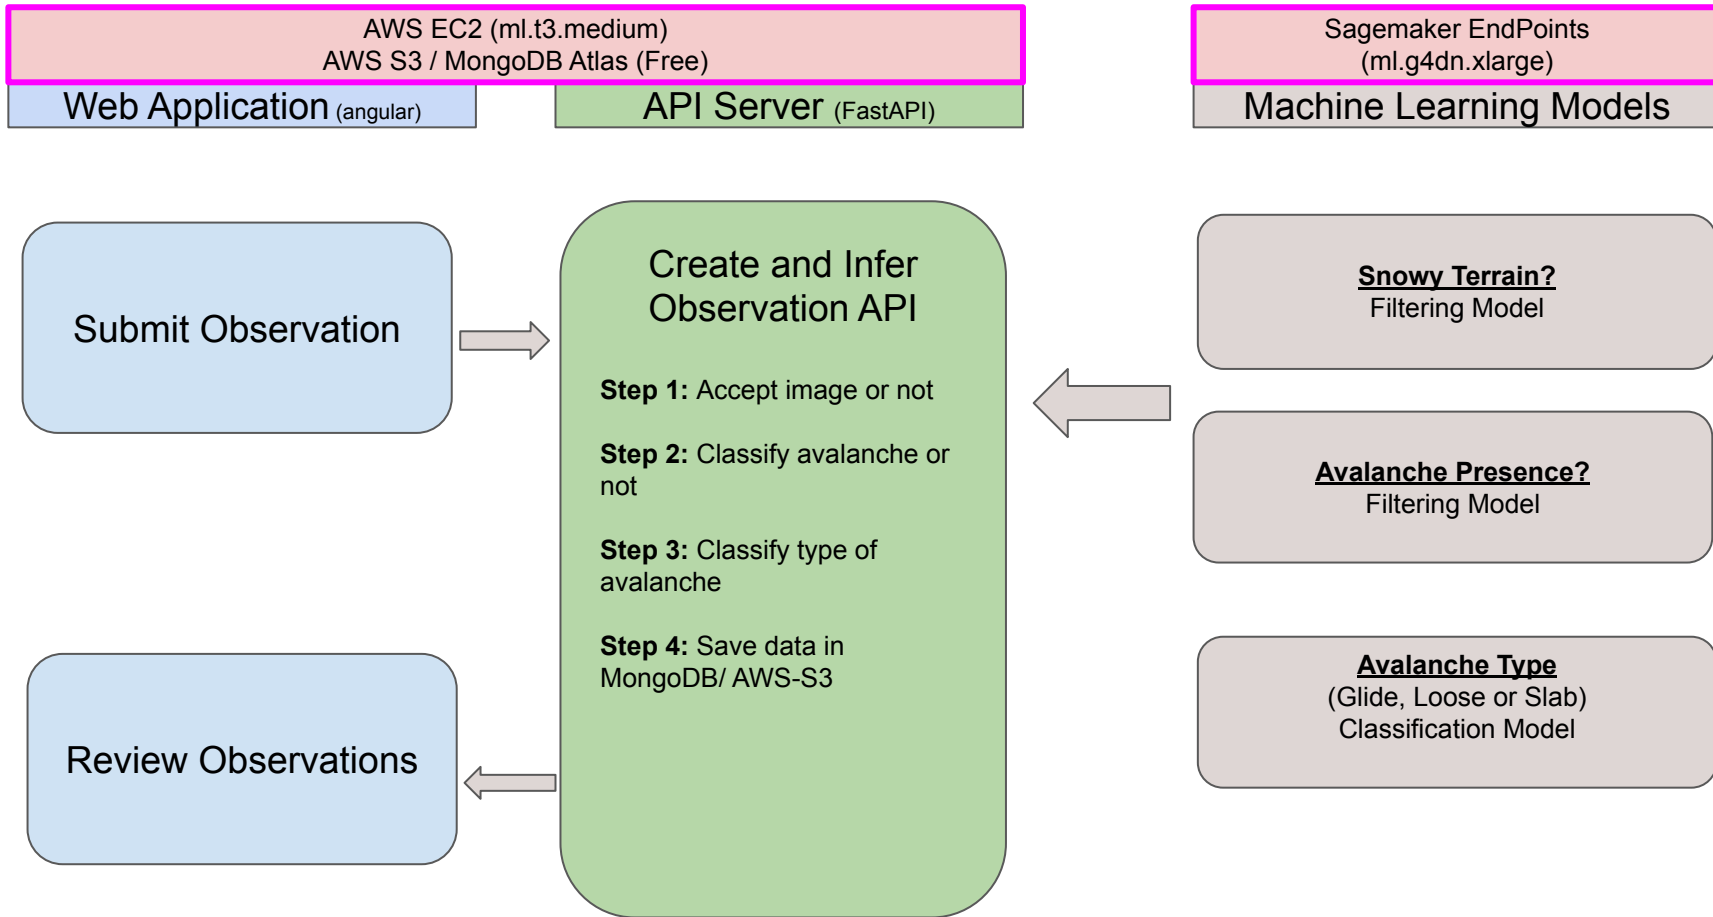 AWS EC2 (ml.t3.medium)
AWS S3 / MongoDB Atlas (Free)
Sagemaker EndPoints
(ml.g4dn.xlarge)
Web Application (angular)
API Server (FastAPI)
Machine Learning Models
Submit Observation
Review Observations
Create and Infer
Observation API
Step 1: Accept image or not
Step 2: Classify avalanche or
not
Step 3: Classify type of
avalanche
Step 4: Save data in
MongoDB/ AWS-S3
Snowy Terrain?
Filtering Model
Avalanche Presence?
Filtering Model
Avalanche Type
(Glide, Loose or Slab)
Classification Model